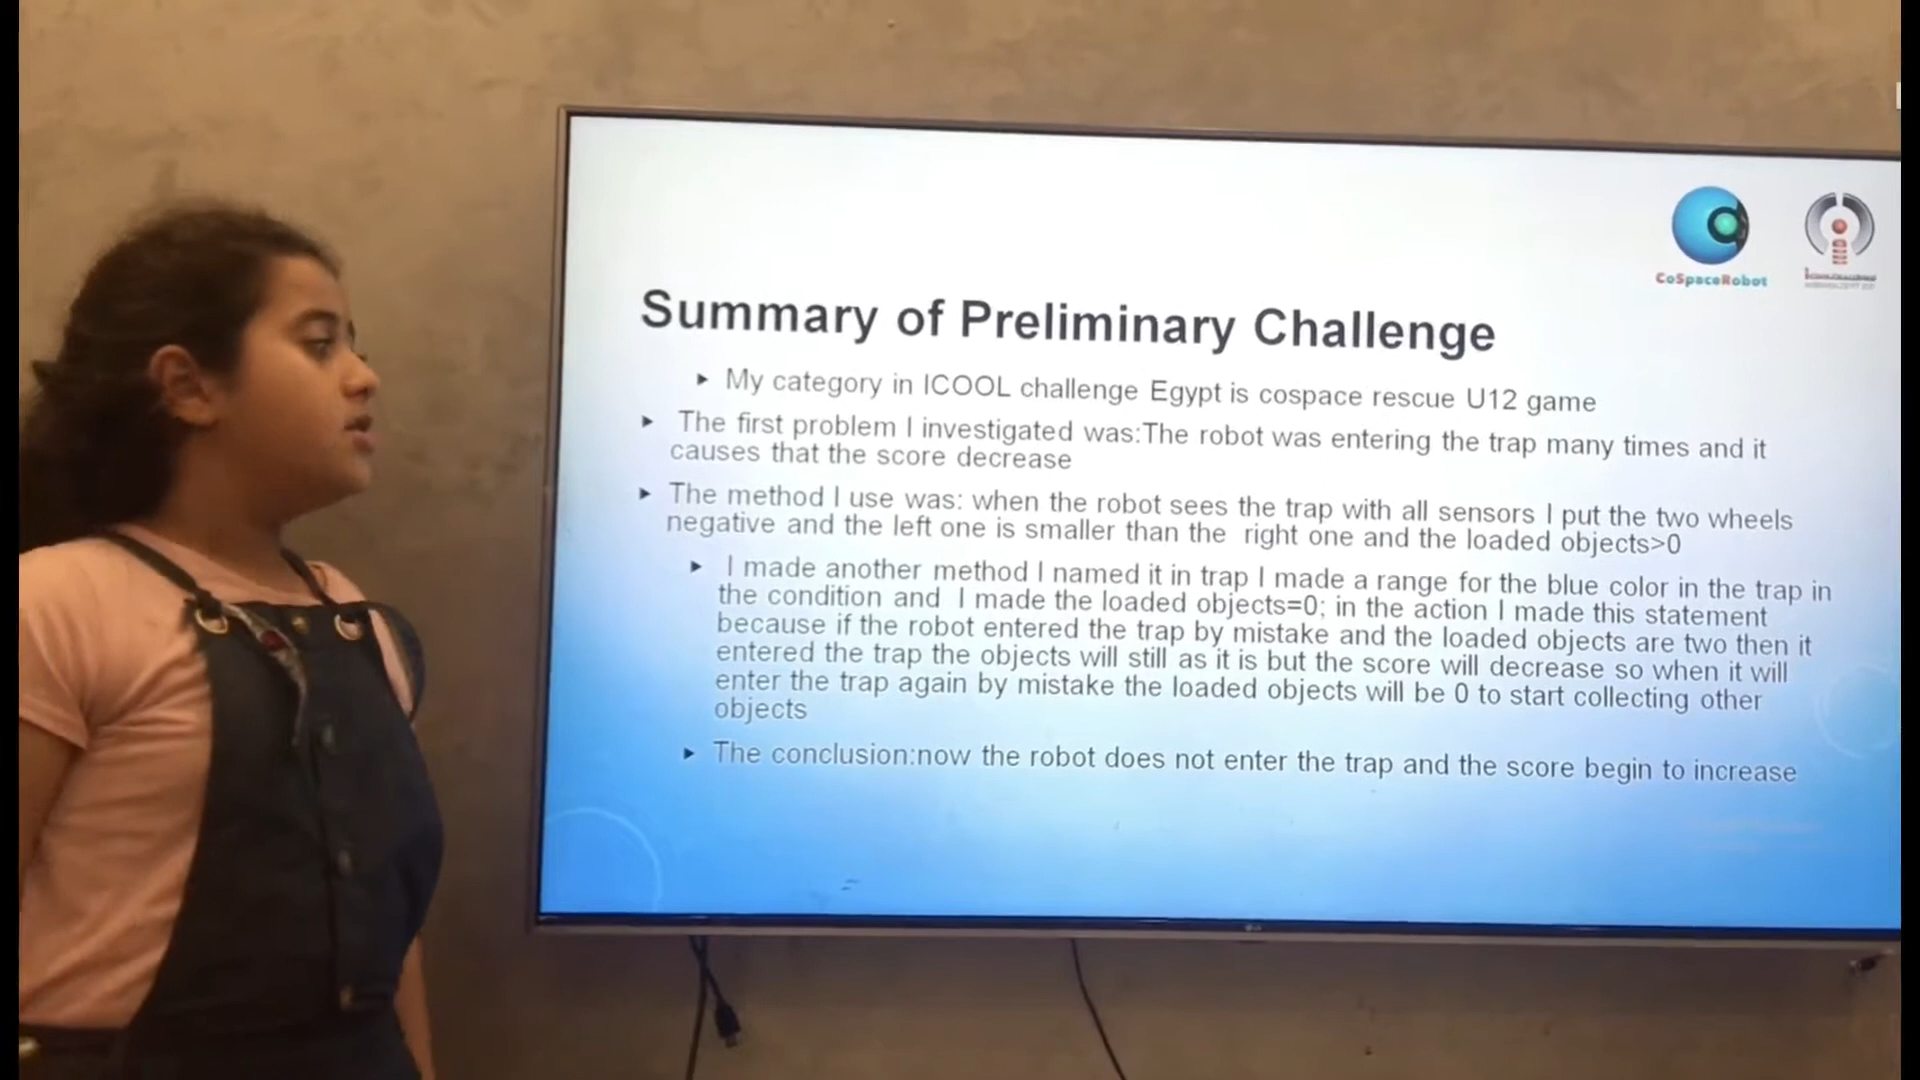 CoSpaceRobot
Summary of Preliminary Challenge
My category in ICOOL challenge Egypt is cospace rescue U12 game
The first problem I investigated was:The robot was entering the trap many times and it
causes that the score decrease
The method I use was: when the robot sees the trap with all sensors I put the two wheels
negative and the left one is smaller than the right one and the loaded objects>0
I made another method I named it in trap I made a range for the blue color in the trap in
the condition and I made the loaded objects=0; in the action I made this statement
because if the robot entered the trap by mistake and the loaded objects are two then it
entered the trap the objects will still as it is but the score will decrease so when it will
enter the trap again by mistake the loaded objects will be 0 to start collecting other
objects
The conclusion:now the robot does not enter the trap and the score begin to increase
LG